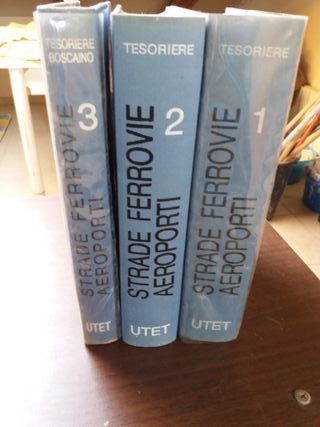 TESORIERE
BOSCAINO
3
STRADE FERROVIE
AEROPORTI
UTET
TESORIERE
2
STRADE FERROVIE
AEROPORTI
UTET
TESORIERE
1
STRADE FERROVIE
AEROPORTI
UTET